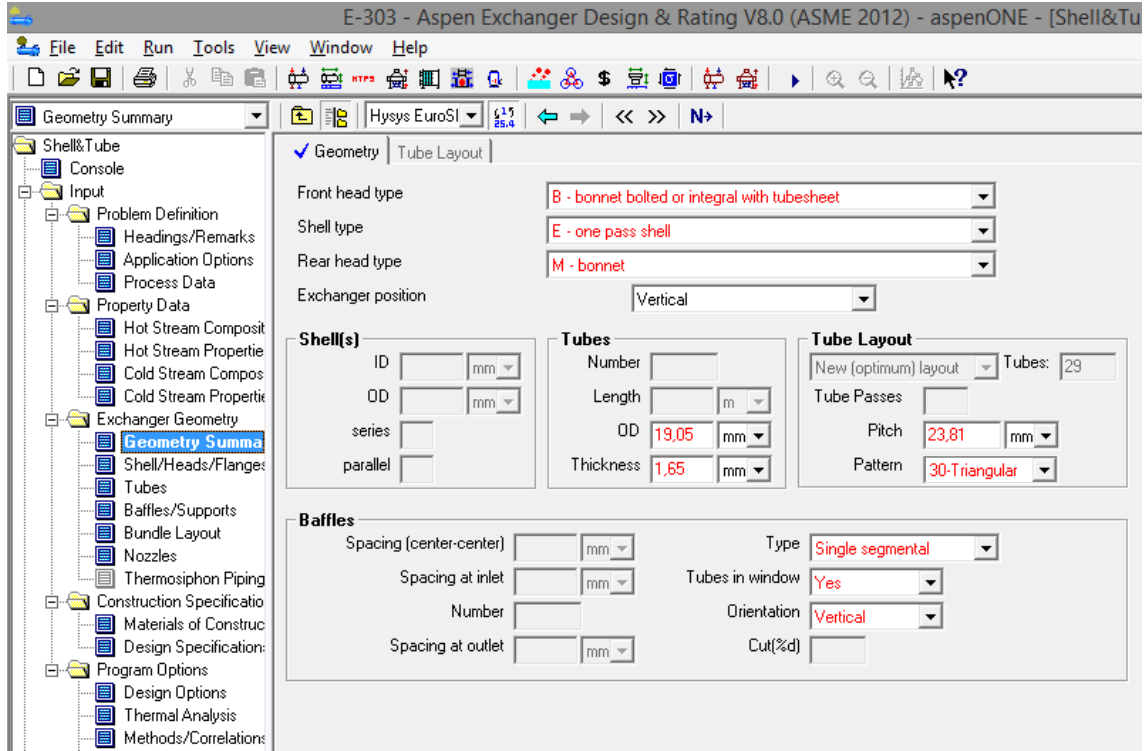 E-303 - Aspen Exchanger Design & Rating V8.0 (ASME 2012) - aspenONE - [Shell&Tu
File Edit Run Tools View Window Help
HTFS $
Geometry Summary Hysys EuroSI 25.4 N
Shell&Tube
Console
Input
Problem Definition
Headings/Remarks
Application Options
Process Data
Property Data
Hot Stream Composit
Hot Stream Propertie
Cold Stream Compos
Cold Stream Propertie
Exchanger Geometry
Geometry Summa
Shell/Heads/Flanges
Tubes
Baffles/Supports
Bundle Layout
Nozzles
Thermosiphon Piping
Construction Specificatio
Materials of Construc
Design Specification
Program Options
Design Options
Thermal Analysis
Methods/Correlations
Geometry Tube Layout
Front head type B - bonnet bolted or integral with tubesheet
Shell type E - one pass shell
Rear head type M - bonnet
Exchanger position Vertical
Shell(s)
ID mm
OD mm
series
parallel
Tubes
Number
Length m
OD 19,05 mm
Thickness 1,65 mm
Tube Layout
New (optimum) layout Tubes: 29
Tube Passes
Pitch 23,81 mm
Pattern 30-Triangular
Baffles
Spacing (center-center) mm Type Single segmental
Spacing at inlet mm Tubes in window Yes
Number Orientation Vertical
Spacing at outlet mm Cut(%d)